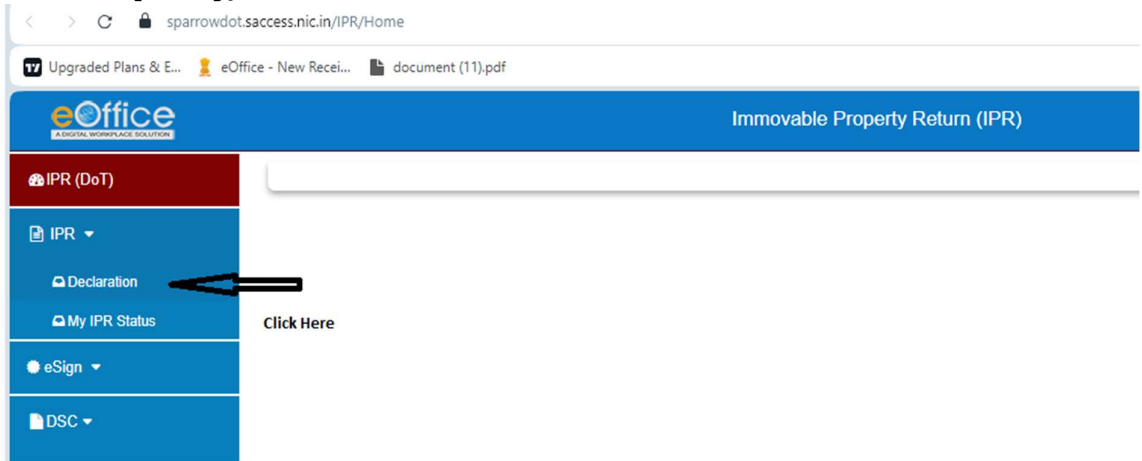 sparrowdot.saccess.nic.in/IPR/Home
Upgraded Plans & E... eOffice - New Recei... document (11).pdf
eOffice
A DIGITAL WORKPLACE SOLUTION
Immovable Property Return (IPR)
IPR (DoT)
IPR
Declaration
My IPR Status
Click Here
eSign
DSC